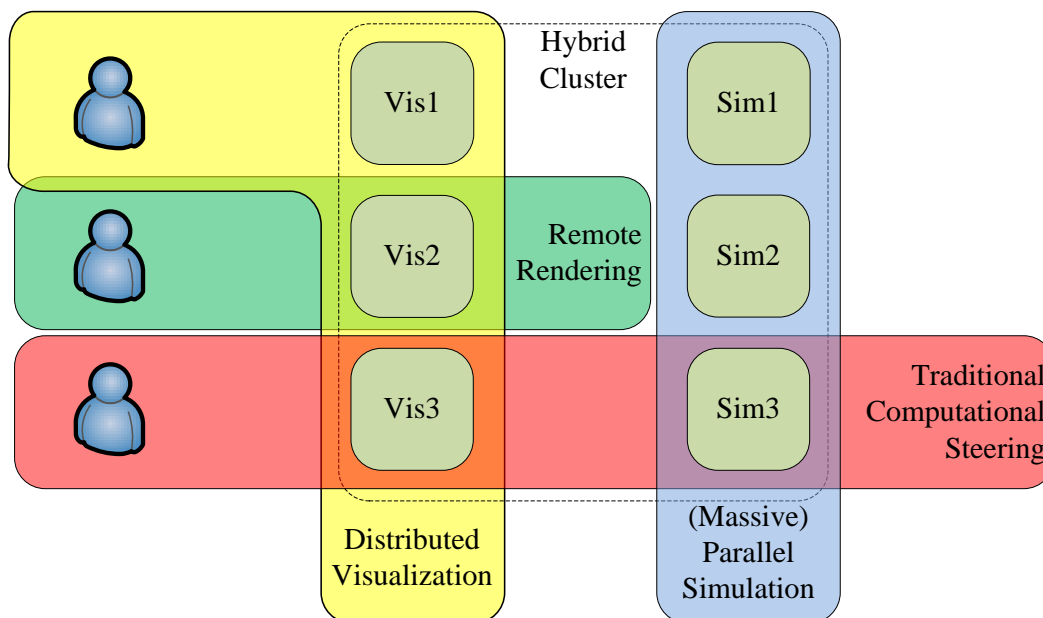 Hybrid
Cluster
Vis1
Sim1
Vis2
Remote
Rendering
Sim2
Vis3
Sim3
Traditional
Computational
Steering
Distributed
Visualization
(Massive)
Parallel
Simulation